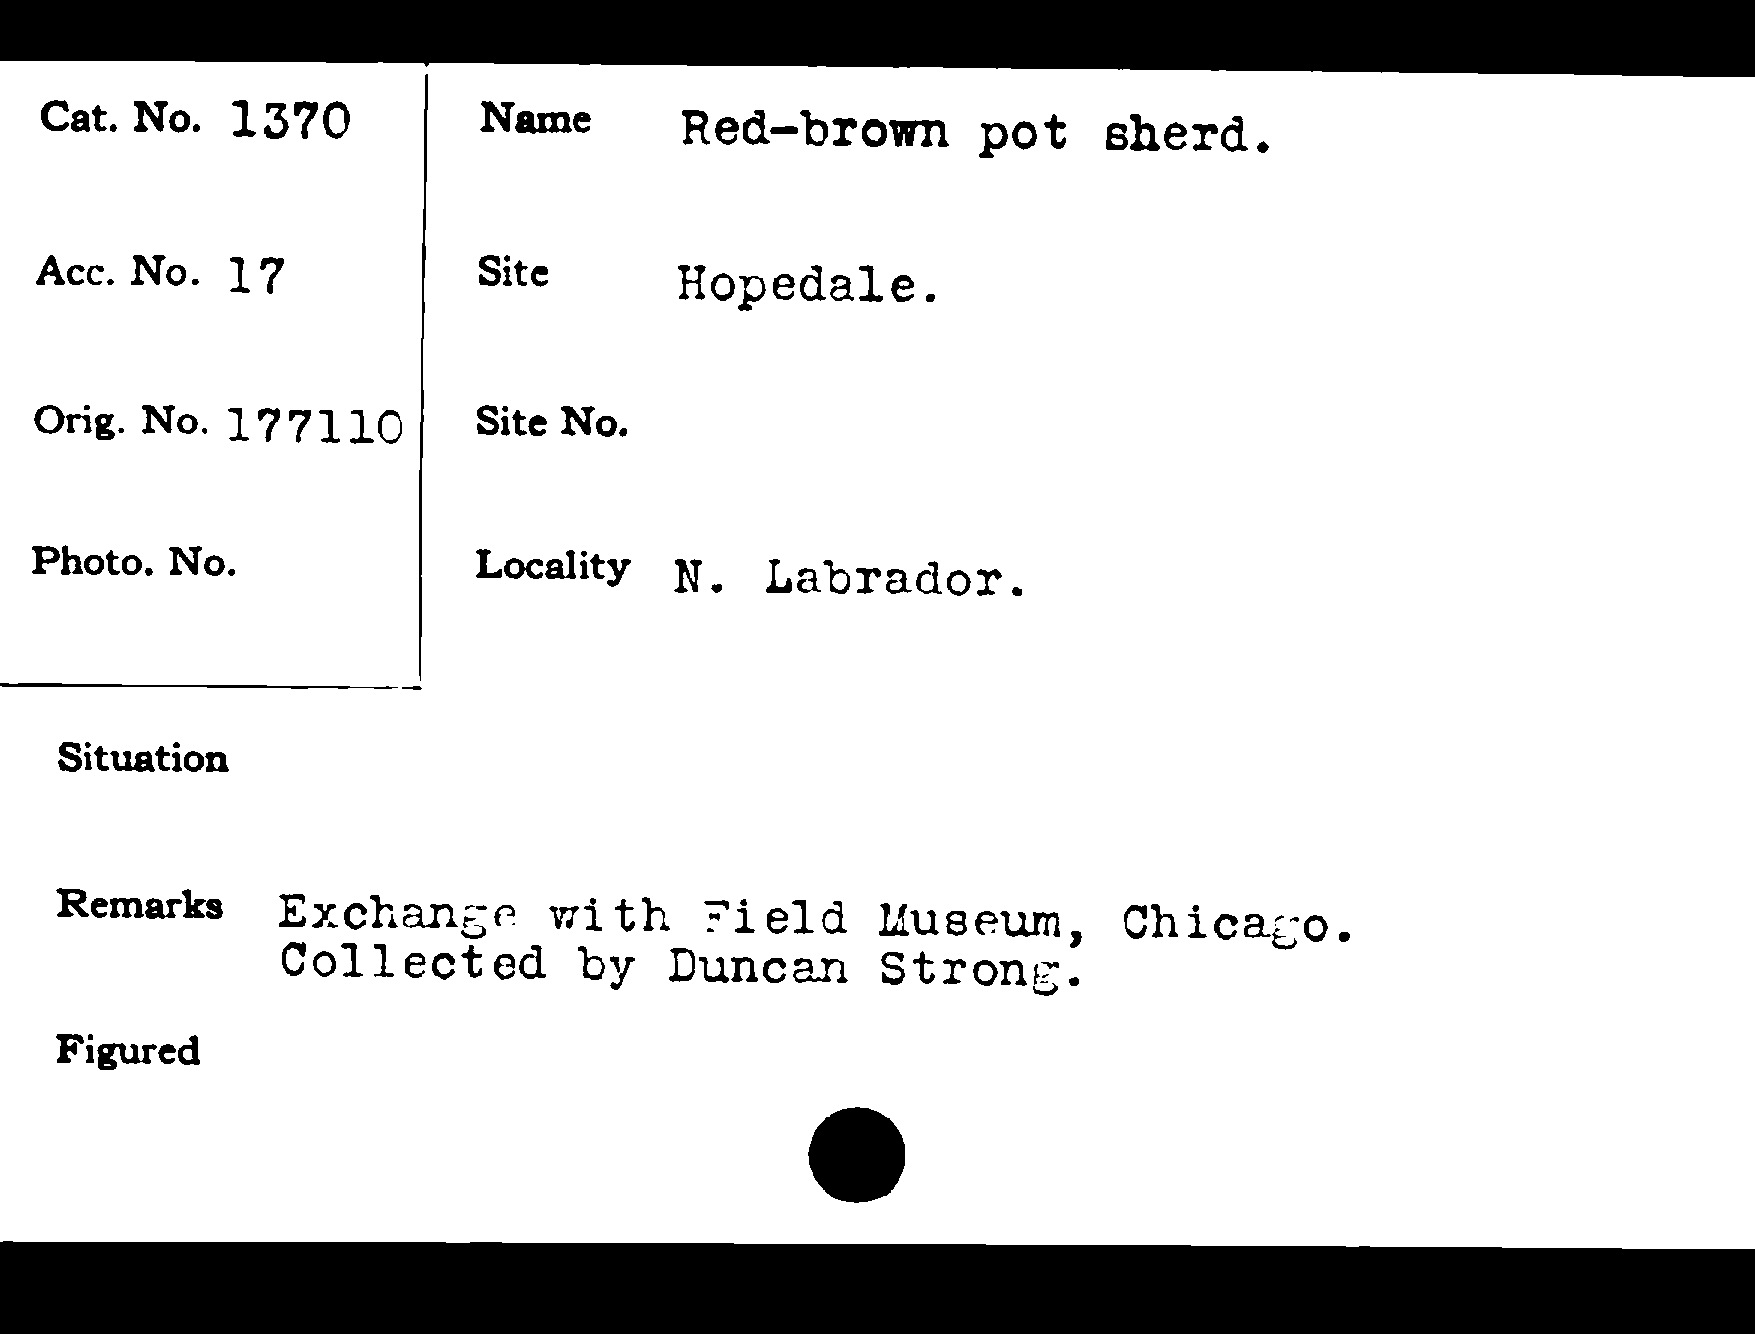 Cat. No. 1370
Name Red-brown pot sherd.
Acc. No. 17
Site Hopedale.
Orig. No. 177110
Site No.
Photo. No.
Locality N. Labrador.
Situation
Remarks Exchange with Field Museum, Chicago.
Collected by Duncan Strong.
Figured